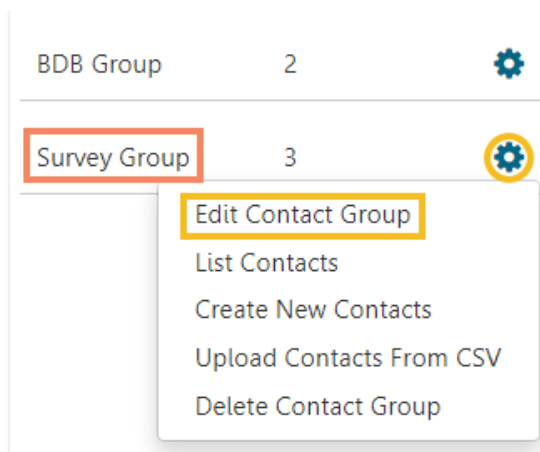 BDB Group 2
Survey Group 3
Edit Contact Group
List Contacts
Create New Contacts
Upload Contacts From CSV
Delete Contact Group